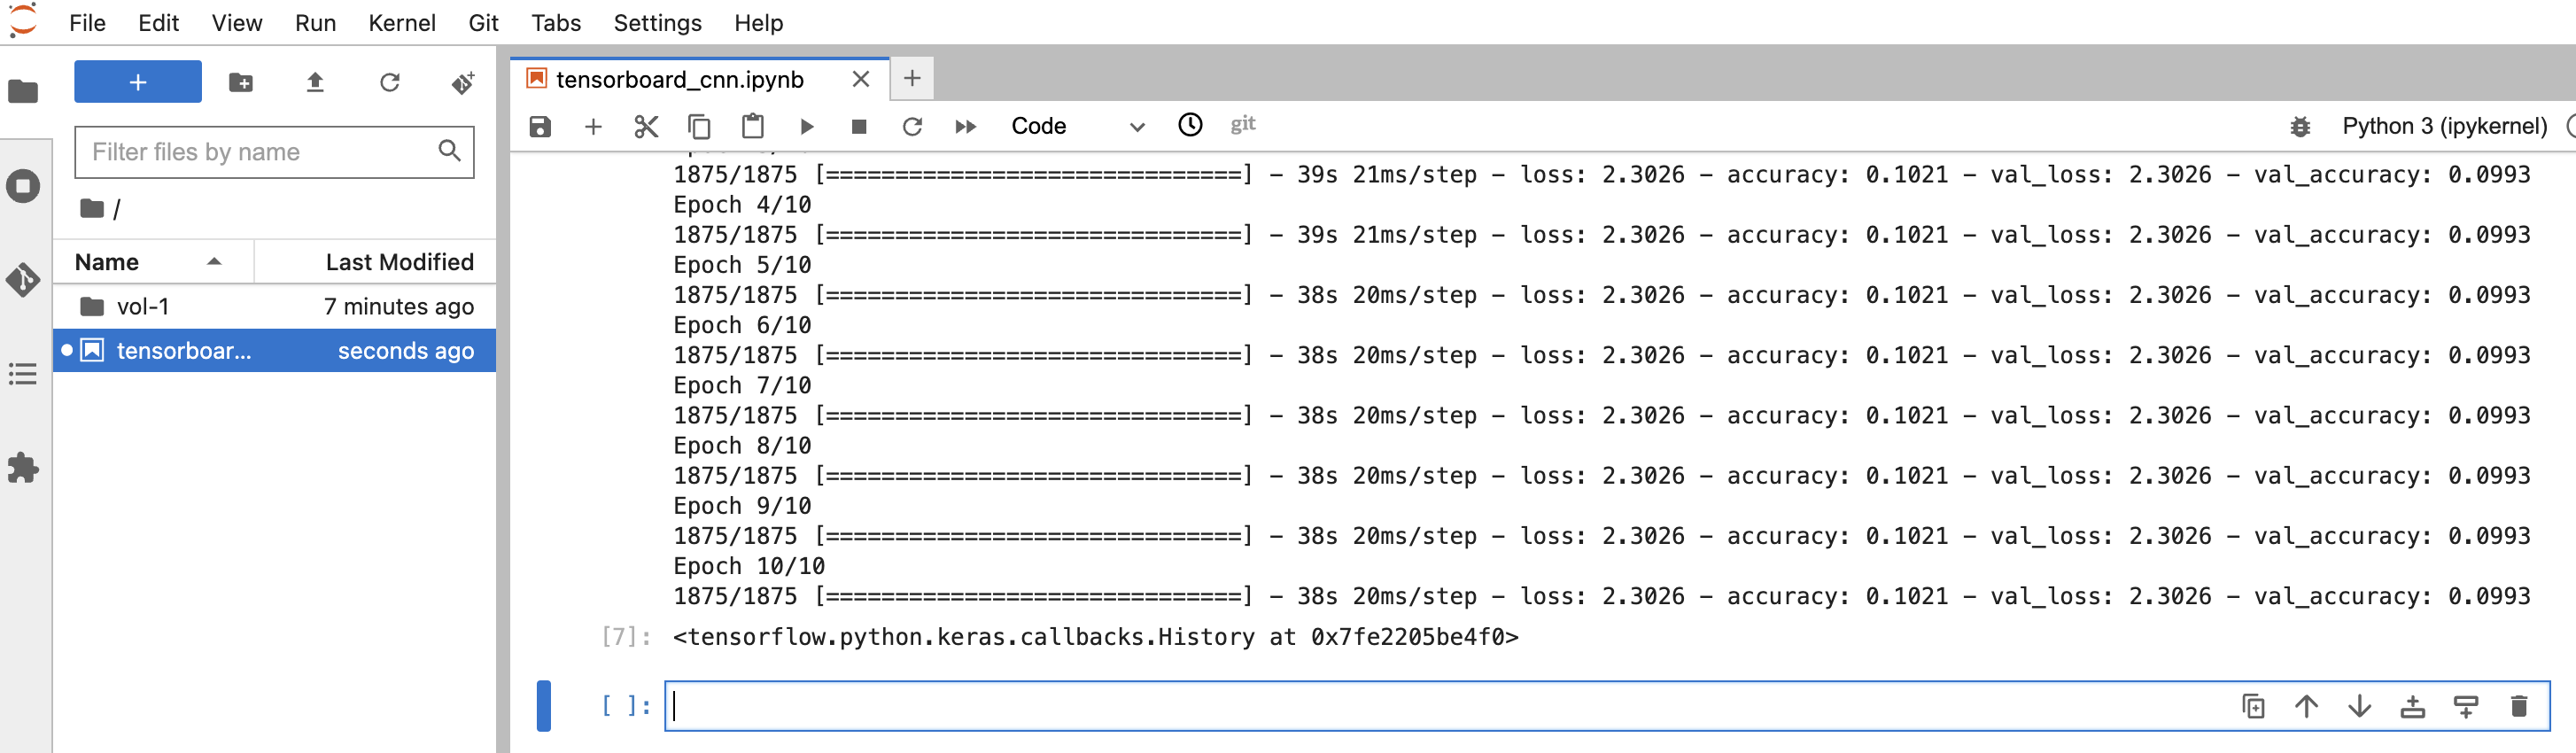 File Edit View Run Kernel Git Tabs Settings Help
Filter files by name
/
Name Last Modified
vol-1 7 minutes ago
tensorboar... seconds ago
tensorboard_cnn.ipynb
Code git Python 3 (ipykernel)
1875/1875 [==============================] - 39s 21ms/step - loss: 2.3026 - accuracy: 0.1021 - val_loss: 2.3026 - val_accuracy: 0.0993
Epoch 4/10
1875/1875 [==============================] - 39s 21ms/step - loss: 2.3026 - accuracy: 0.1021 - val_loss: 2.3026 - val_accuracy: 0.0993
Epoch 5/10
1875/1875 [==============================] - 38s 20ms/step - loss: 2.3026 - accuracy: 0.1021 - val_loss: 2.3026 - val_accuracy: 0.0993
Epoch 6/10
1875/1875 [==============================] - 38s 20ms/step - loss: 2.3026 - accuracy: 0.1021 - val_loss: 2.3026 - val_accuracy: 0.0993
Epoch 7/10
1875/1875 [==============================] - 38s 20ms/step - loss: 2.3026 - accuracy: 0.1021 - val_loss: 2.3026 - val_accuracy: 0.0993
Epoch 8/10
1875/1875 [==============================] - 38s 20ms/step - loss: 2.3026 - accuracy: 0.1021 - val_loss: 2.3026 - val_accuracy: 0.0993
Epoch 9/10
1875/1875 [==============================] - 38s 20ms/step - loss: 2.3026 - accuracy: 0.1021 - val_loss: 2.3026 - val_accuracy: 0.0993
Epoch 10/10
1875/1875 [==============================] - 38s 20ms/step - loss: 2.3026 - accuracy: 0.1021 - val_loss: 2.3026 - val_accuracy: 0.0993
[7]: <tensorflow.python.keras.callbacks.History at 0x7fe2205be4f0>
[ ]: